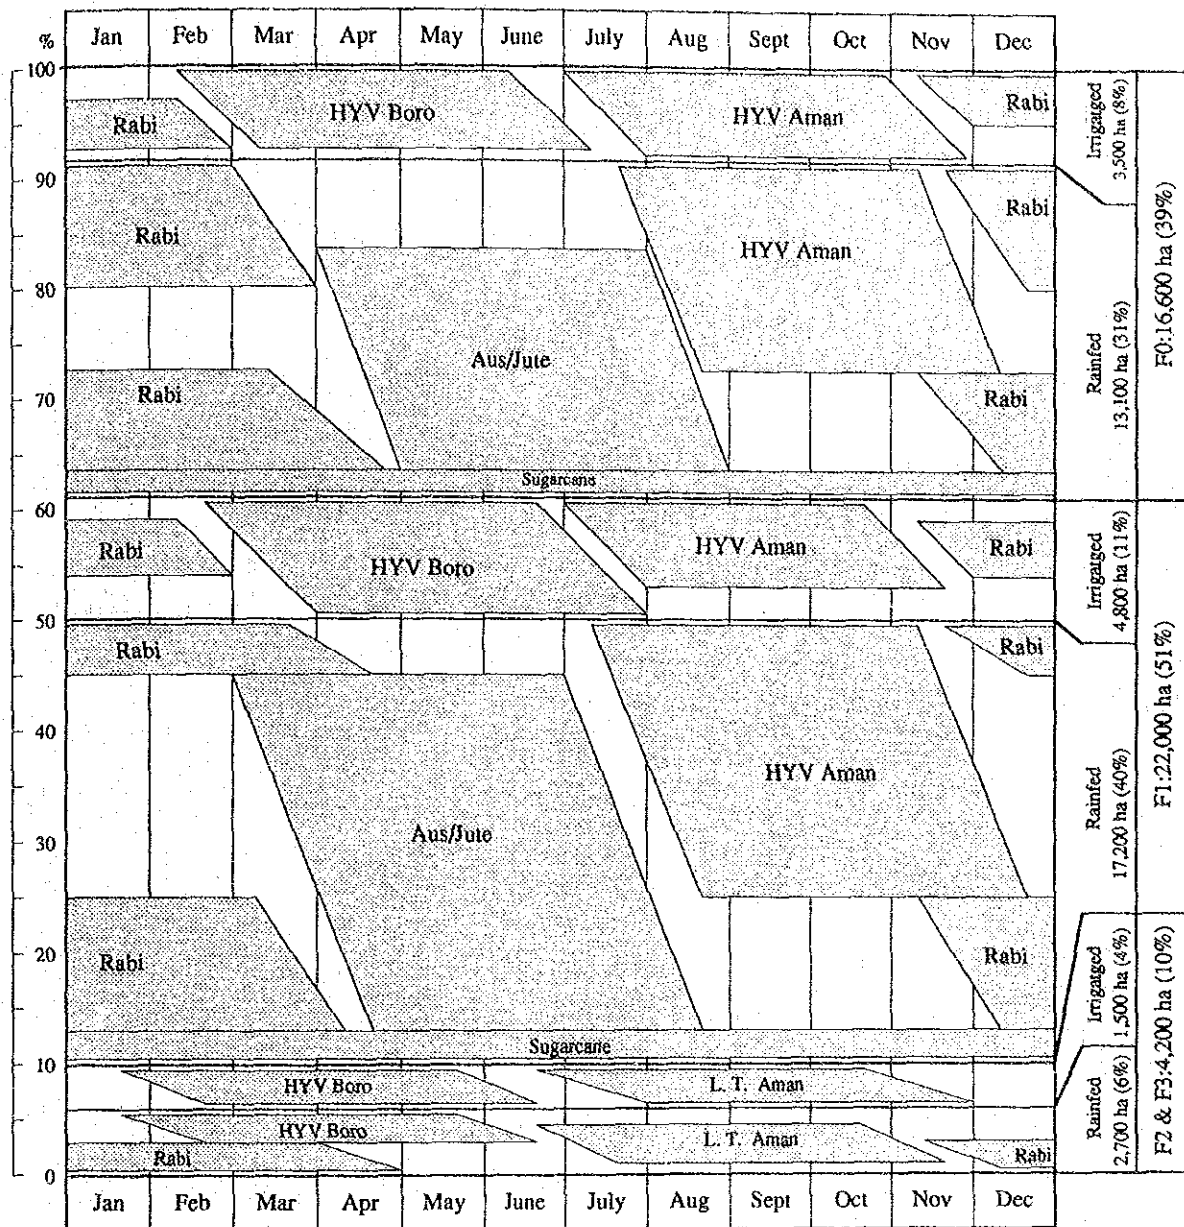 % Jan Feb Mar Apr May June July Aug Sept Oct Nov Dec
100
HYV Boro
HYV Aman
Rabi
Rabi
Irrigatged
3,500 ha (8%)
90
Rabi
HYV Aman
Rabi
80
Aus/Jute
Rainfed
13,100 ha (31%)
F0:16,600 ha (39%)
70
Rabi
Rabi
Sugarcane
60
Rabi
HYV Boro
HYV Aman
Rabi
Irrigatged
4,800 ha (11%)
50
Rabi
Rabi
40
HYV Aman
Aus/Jute
30
Rainfed
17,200 ha (40%)
F1:22,000 ha (51%)
20
Rabi
Rabi
Sugarcane
Irrigatged
1,500 ha (4%)
10
HYV Boro
L. T. Aman
HYV Boro
L. T. Aman
Rabi
Rabi
Rainfed
2,700 ha (6%)
F2 & F3:4,200 ha (10%)
0
Jan Feb Mar Apr May June July Aug Sept Oct Nov Dec